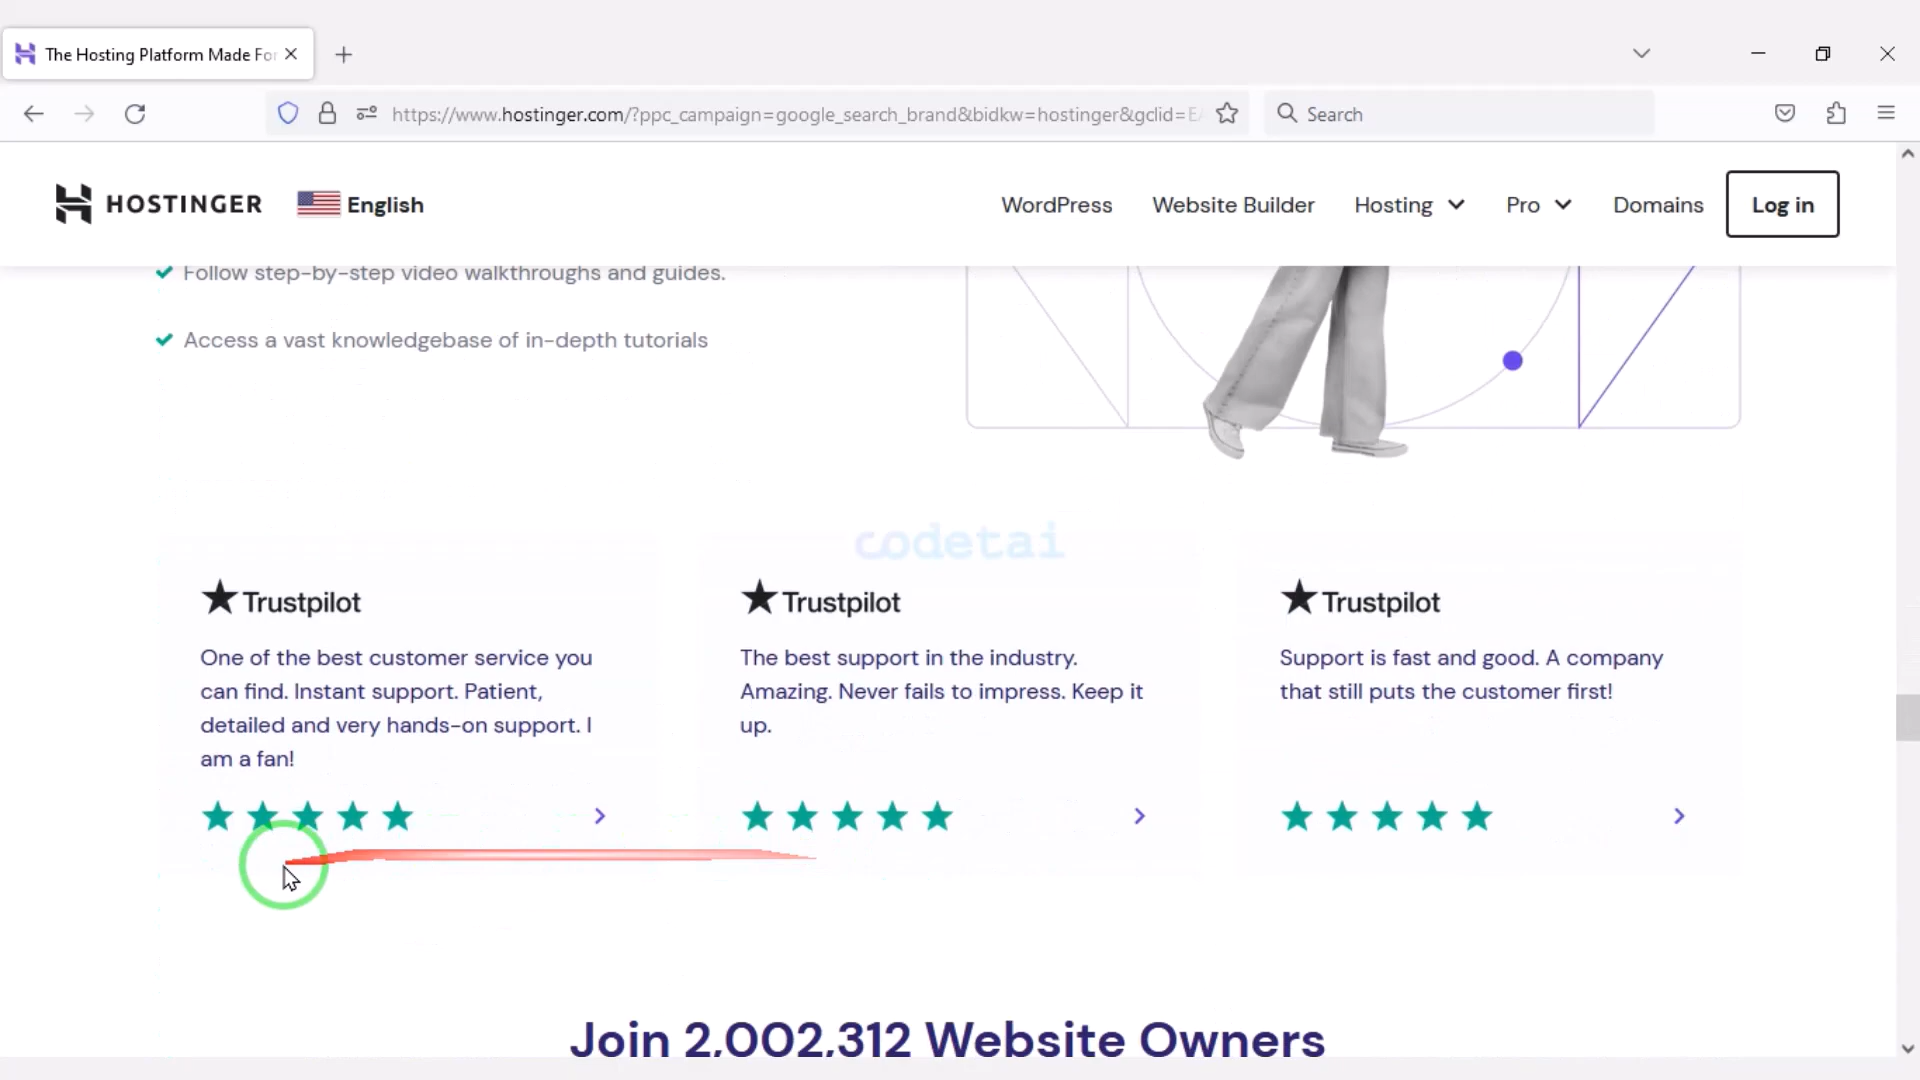 The Hosting Platform Made For
https://www.hostinger.com/?ppc_campaign=google_search_brand&bidkw=hostinger&gclid=EA
Search
HOSTINGER
English
WordPress
Website Builder
Hosting
Pro
Domains
Log in
Follow step-by-step video walkthroughs and guides.
Access a vast knowledgebase of in-depth tutorials
codetai
Trustpilot
One of the best customer service you
can find. Instant support. Patient,
detailed and very hands-on support. I
am a fan!
Trustpilot
The best support in the industry.
Amazing. Never fails to impress. Keep it
up.
Trustpilot
Support is fast and good. A company
that still puts the customer first!
Join 2,002,312 Website Owners